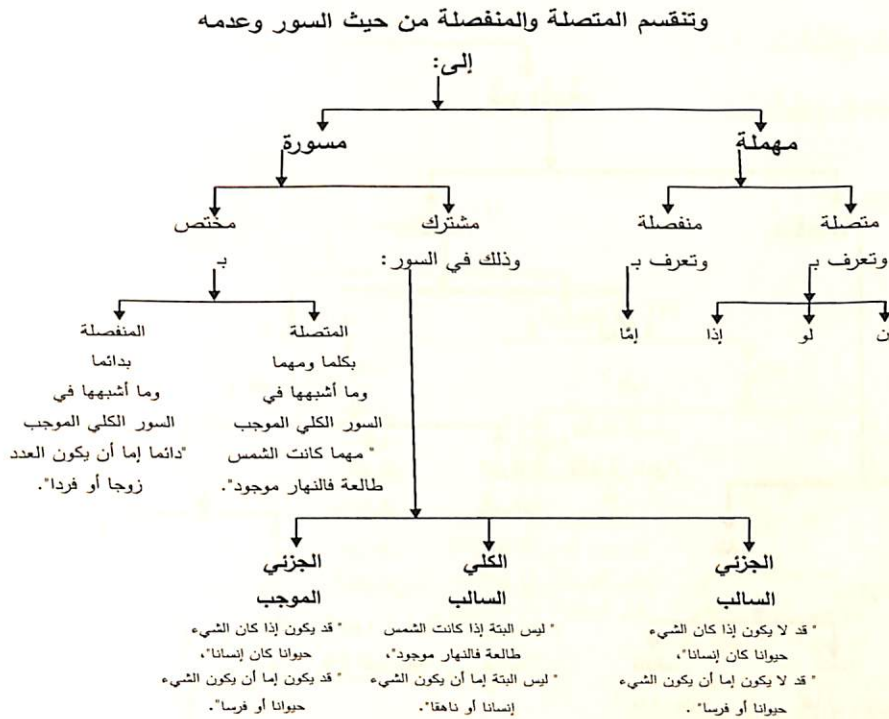 وتنقسم المتصلة والمنفصلة من حيث السور وعدمه
إلى:
مهملة
مسورة
متصلة
وتعرف بـ
ن
لو
إذا
منفصلة
وتعرف بـ
إمَّا
مشترك
وذلك في السور:
مختص
بـ
المتصلة
بكلما ومهما
وما أشبهها في
السور الكلي الموجب
"مهما كانت الشمس
طالعة فالنهار موجود".
المنفصلة
بدائما
وما أشبهها في
السور الكلي الموجب
"دائما إما أن يكون العدد
زوجا أو فردا".
الجزئي
السالب
"قد لا يكون إذا كان الشيء
حيوانا كان إنسانا"،
"قد لا يكون إما أن يكون الشيء
حيوانا أو فرسا".
الكلي
السالب
"ليس البتة إذا كانت الشمس
طالعة فالنهار موجود"،
"ليس البتة إما أن يكون الشيء
إنسانا أو ناهقا".
الجزئي
الموجب
"قد يكون إذا كان الشيء
حيوانا كان إنسانا"،
"قد يكون إما أن يكون الشيء
حيوانا أو فرسا".